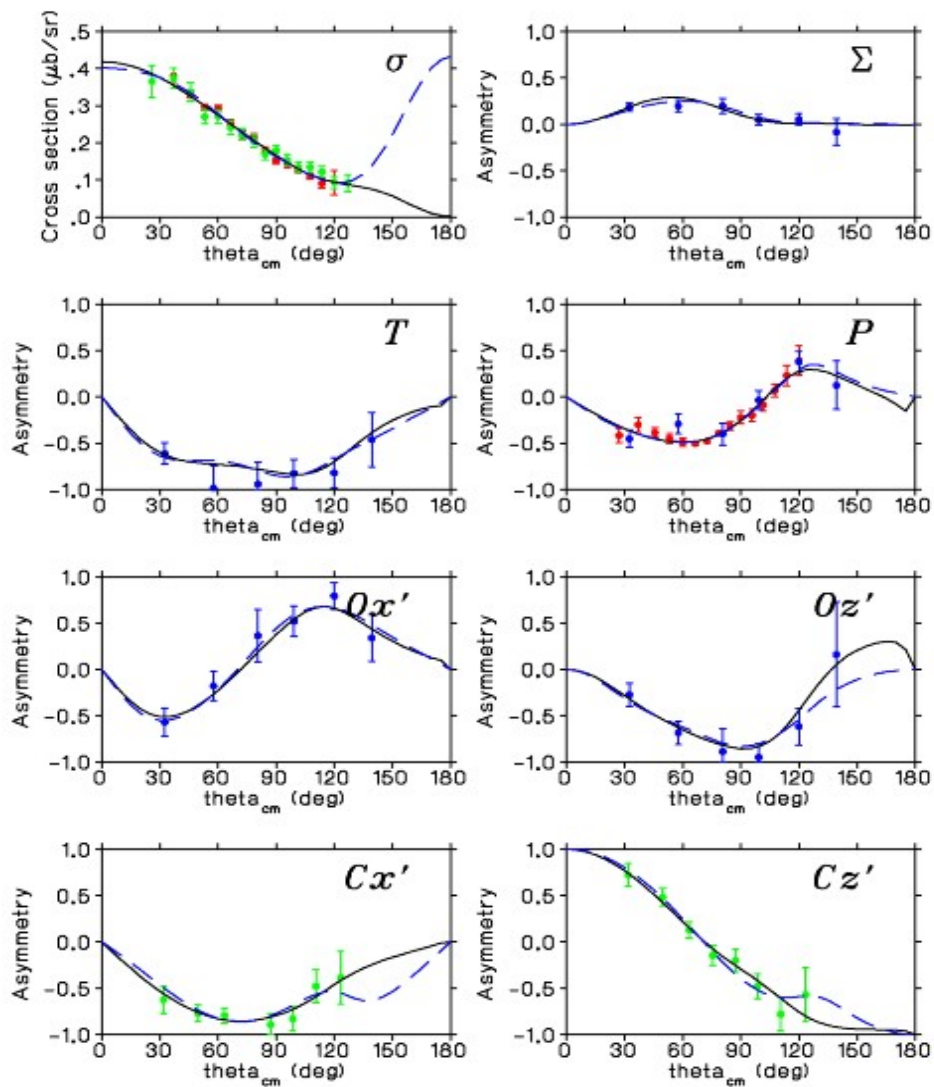 .5
.4
.3
.2
.1
.0
Cross section (μb/sr)
σ
0 30 60 90 120 150 180
theta_cm (deg)
1.0
0.5
0.0
-0.5
-1.0
Asymmetry
Σ
0 30 60 90 120 150 180
theta_cm (deg)
1.0
0.5
0.0
-0.5
-1.0
Asymmetry
T
0 30 60 90 120 150 180
theta_cm (deg)
1.0
0.5
0.0
-0.5
-1.0
Asymmetry
P
0 30 60 90 120 150 180
theta_cm (deg)
1.0
0.5
0.0
-0.5
-1.0
Asymmetry
Ox'
0 30 60 90 120 150 180
theta_cm (deg)
1.0
0.5
0.0
-0.5
-1.0
Asymmetry
Oz'
0 30 60 90 120 150 180
theta_cm (deg)
1.0
0.5
0.0
-0.5
-1.0
Asymmetry
Cx'
0 30 60 90 120 150 180
theta_cm (deg)
1.0
0.5
0.0
-0.5
-1.0
Asymmetry
Cz'
0 30 60 90 120 150 180
theta_cm (deg)